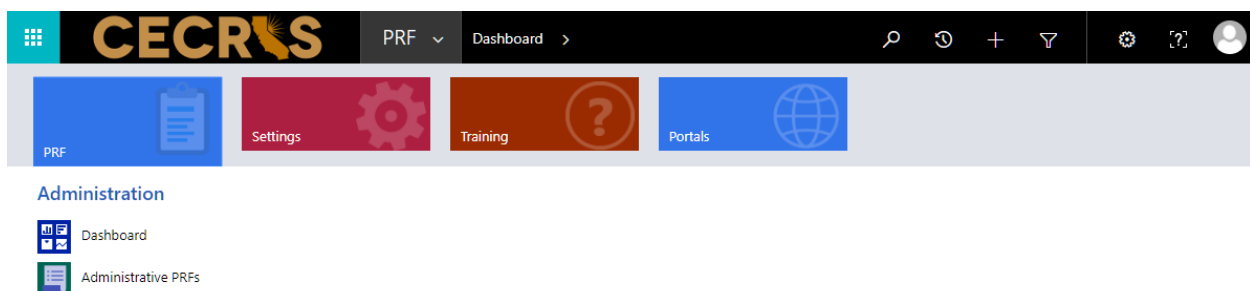 CECRIS PRF Dashboard >
PRF Settings Training Portals
Administration
Dashboard
Administrative PRFs